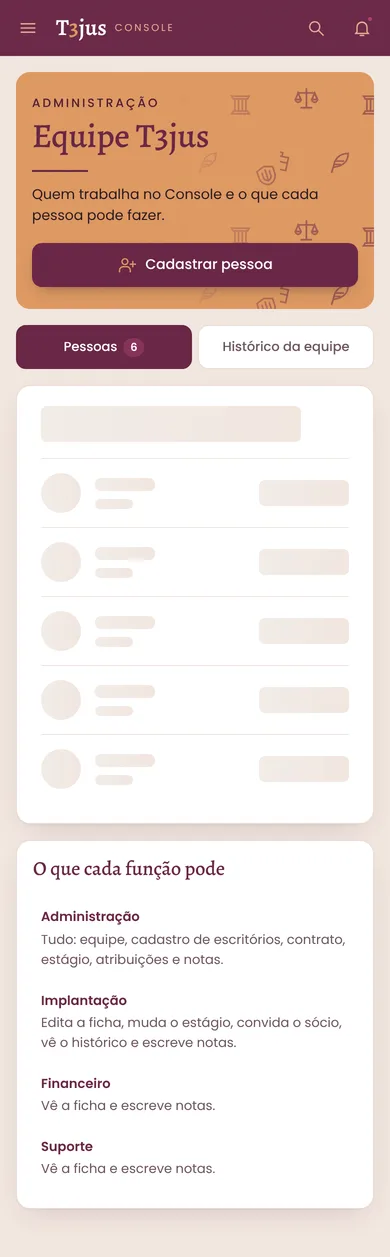 T3jus CONSOLE
ADMINISTRAÇÃO
Equipe T3jus
Quem trabalha no Console e o que cada
pessoa pode fazer.
Cadastrar pessoa
Pessoas 6
Histórico da equipe
O que cada função pode
Administração
Tudo: equipe, cadastro de escritórios, contrato,
estágio, atribuições e notas.
Implantação
Edita a ficha, muda o estágio, convida o sócio,
vê o histórico e escreve notas.
Financeiro
Vê a ficha e escreve notas.
Suporte
Vê a ficha e escreve notas.